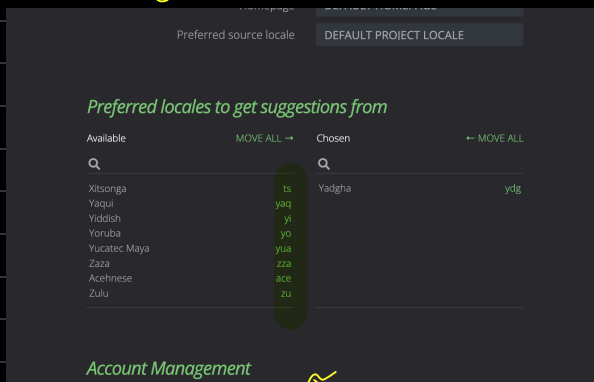 Preferred source locale DEFAULT PROJECT LOCALE
Preferred locales to get suggestions from
Available MOVE ALL → Chosen ← MOVE ALL
Xitsonga ts Yadgha ydg
Yaqui yaq
Yiddish yi
Yoruba yo
Yucatec Maya yua
Zaza zza
Acehnese ace
Zulu zu
Account Management